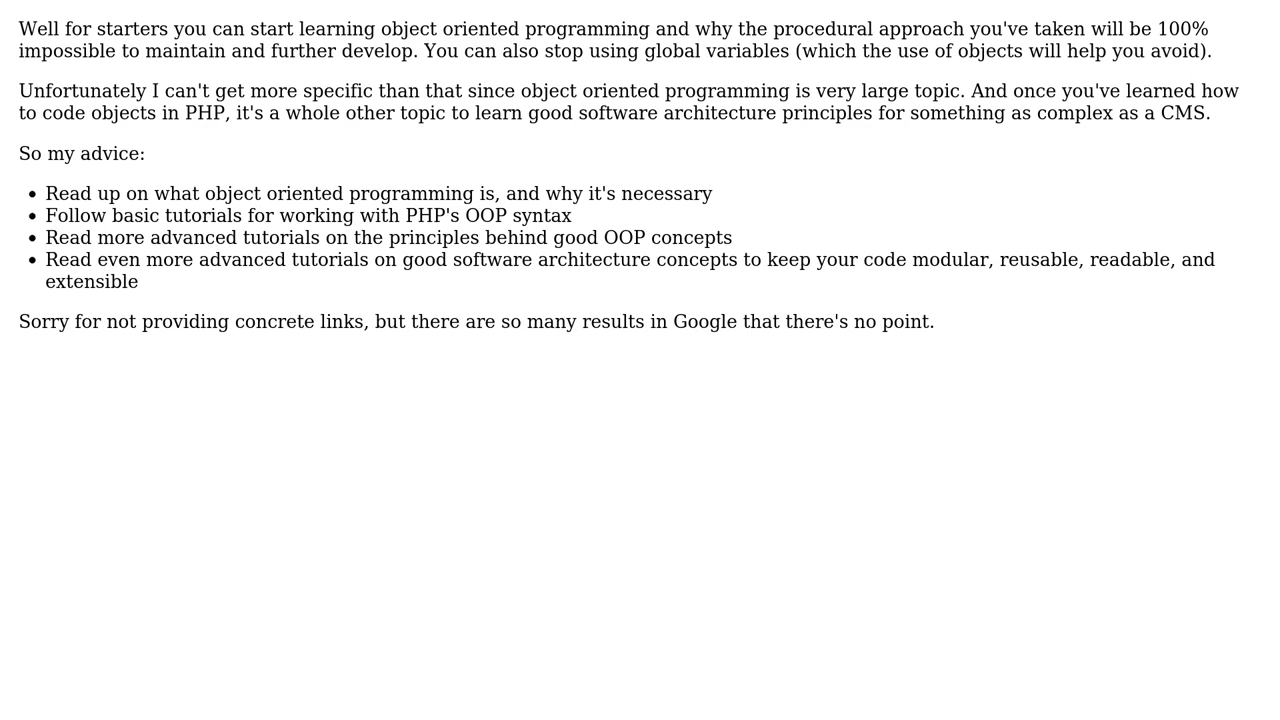 Well for starters you can start learning object oriented programming and why the procedural approach you've taken will be 100%
impossible to maintain and further develop. You can also stop using global variables (which the use of objects will help you avoid).
Unfortunately I can't get more specific than that since object oriented programming is very large topic. And once you've learned how
to code objects in PHP, it's a whole other topic to learn good software architecture principles for something as complex as a CMS.
So my advice:
• Read up on what object oriented programming is, and why it's necessary
• Follow basic tutorials for working with PHP's OOP syntax
• Read more advanced tutorials on the principles behind good OOP concepts
• Read even more advanced tutorials on good software architecture concepts to keep your code modular, reusable, readable, and
extensible
Sorry for not providing concrete links, but there are so many results in Google that there's no point.